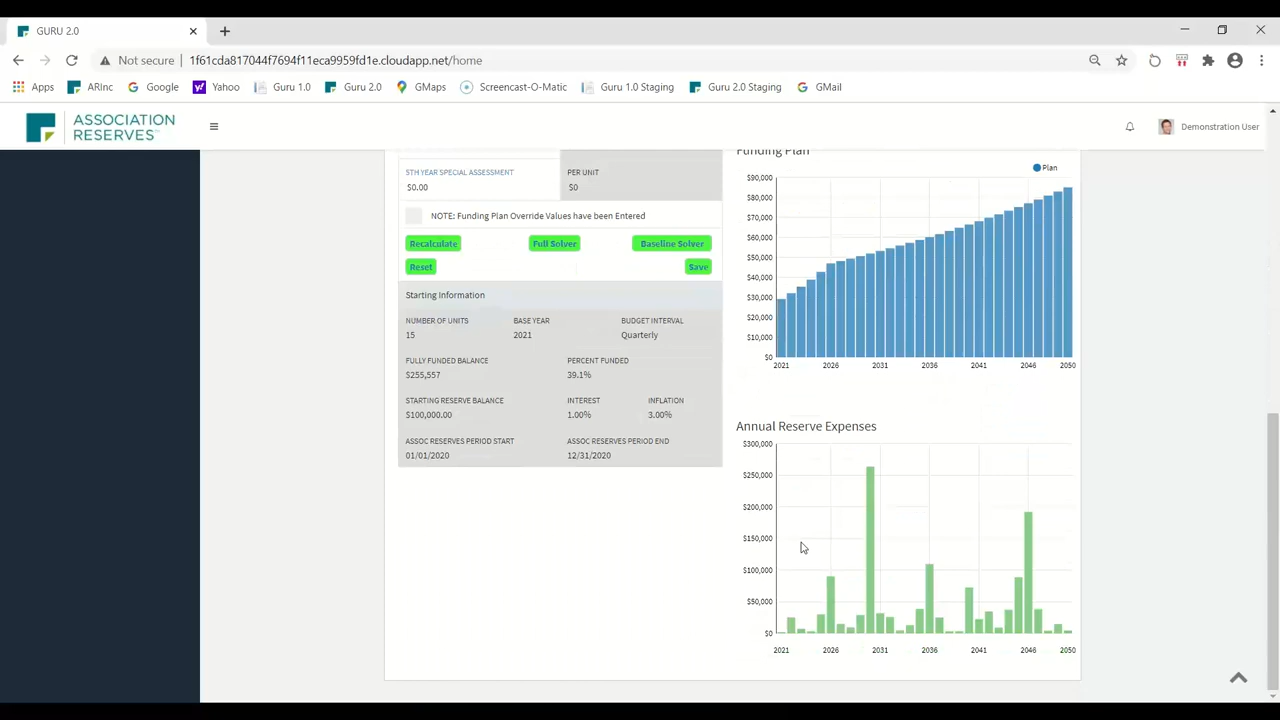 GURU 2.0
Not secure | 1f61cda817044f7694f11eca9959fd1e.cloudapp.net/home
Apps ARInc Google Yahoo Guru 1.0 Guru 2.0 GMaps Screencast-O-Matic Guru 1.0 Staging Guru 2.0 Staging GMail
ASSOCIATION
RESERVES™
Demonstration User
5TH YEAR SPECIAL ASSESSMENT PER UNIT
$0.00 $0
NOTE: Funding Plan Override Values have been Entered
Recalculate Full Solver Baseline Solver
Reset Save
Starting Information
NUMBER OF UNITS BASE YEAR BUDGET INTERVAL
15 2021 Quarterly
FULLY FUNDED BALANCE PERCENT FUNDED
$255,557 39.1%
STARTING RESERVE BALANCE INTEREST INFLATION
$100,000.00 1.00% 3.00%
ASSOC RESERVES PERIOD START ASSOC RESERVES PERIOD END
01/01/2020 12/31/2020
Funding Plan
Plan
$90,000
$80,000
$70,000
$60,000
$50,000
$40,000
$30,000
$20,000
$10,000
$0
2021 2026 2031 2036 2041 2046 2050
Annual Reserve Expenses
$300,000
$250,000
$200,000
$150,000
$100,000
$50,000
$0
2021 2026 2031 2036 2041 2046 2050